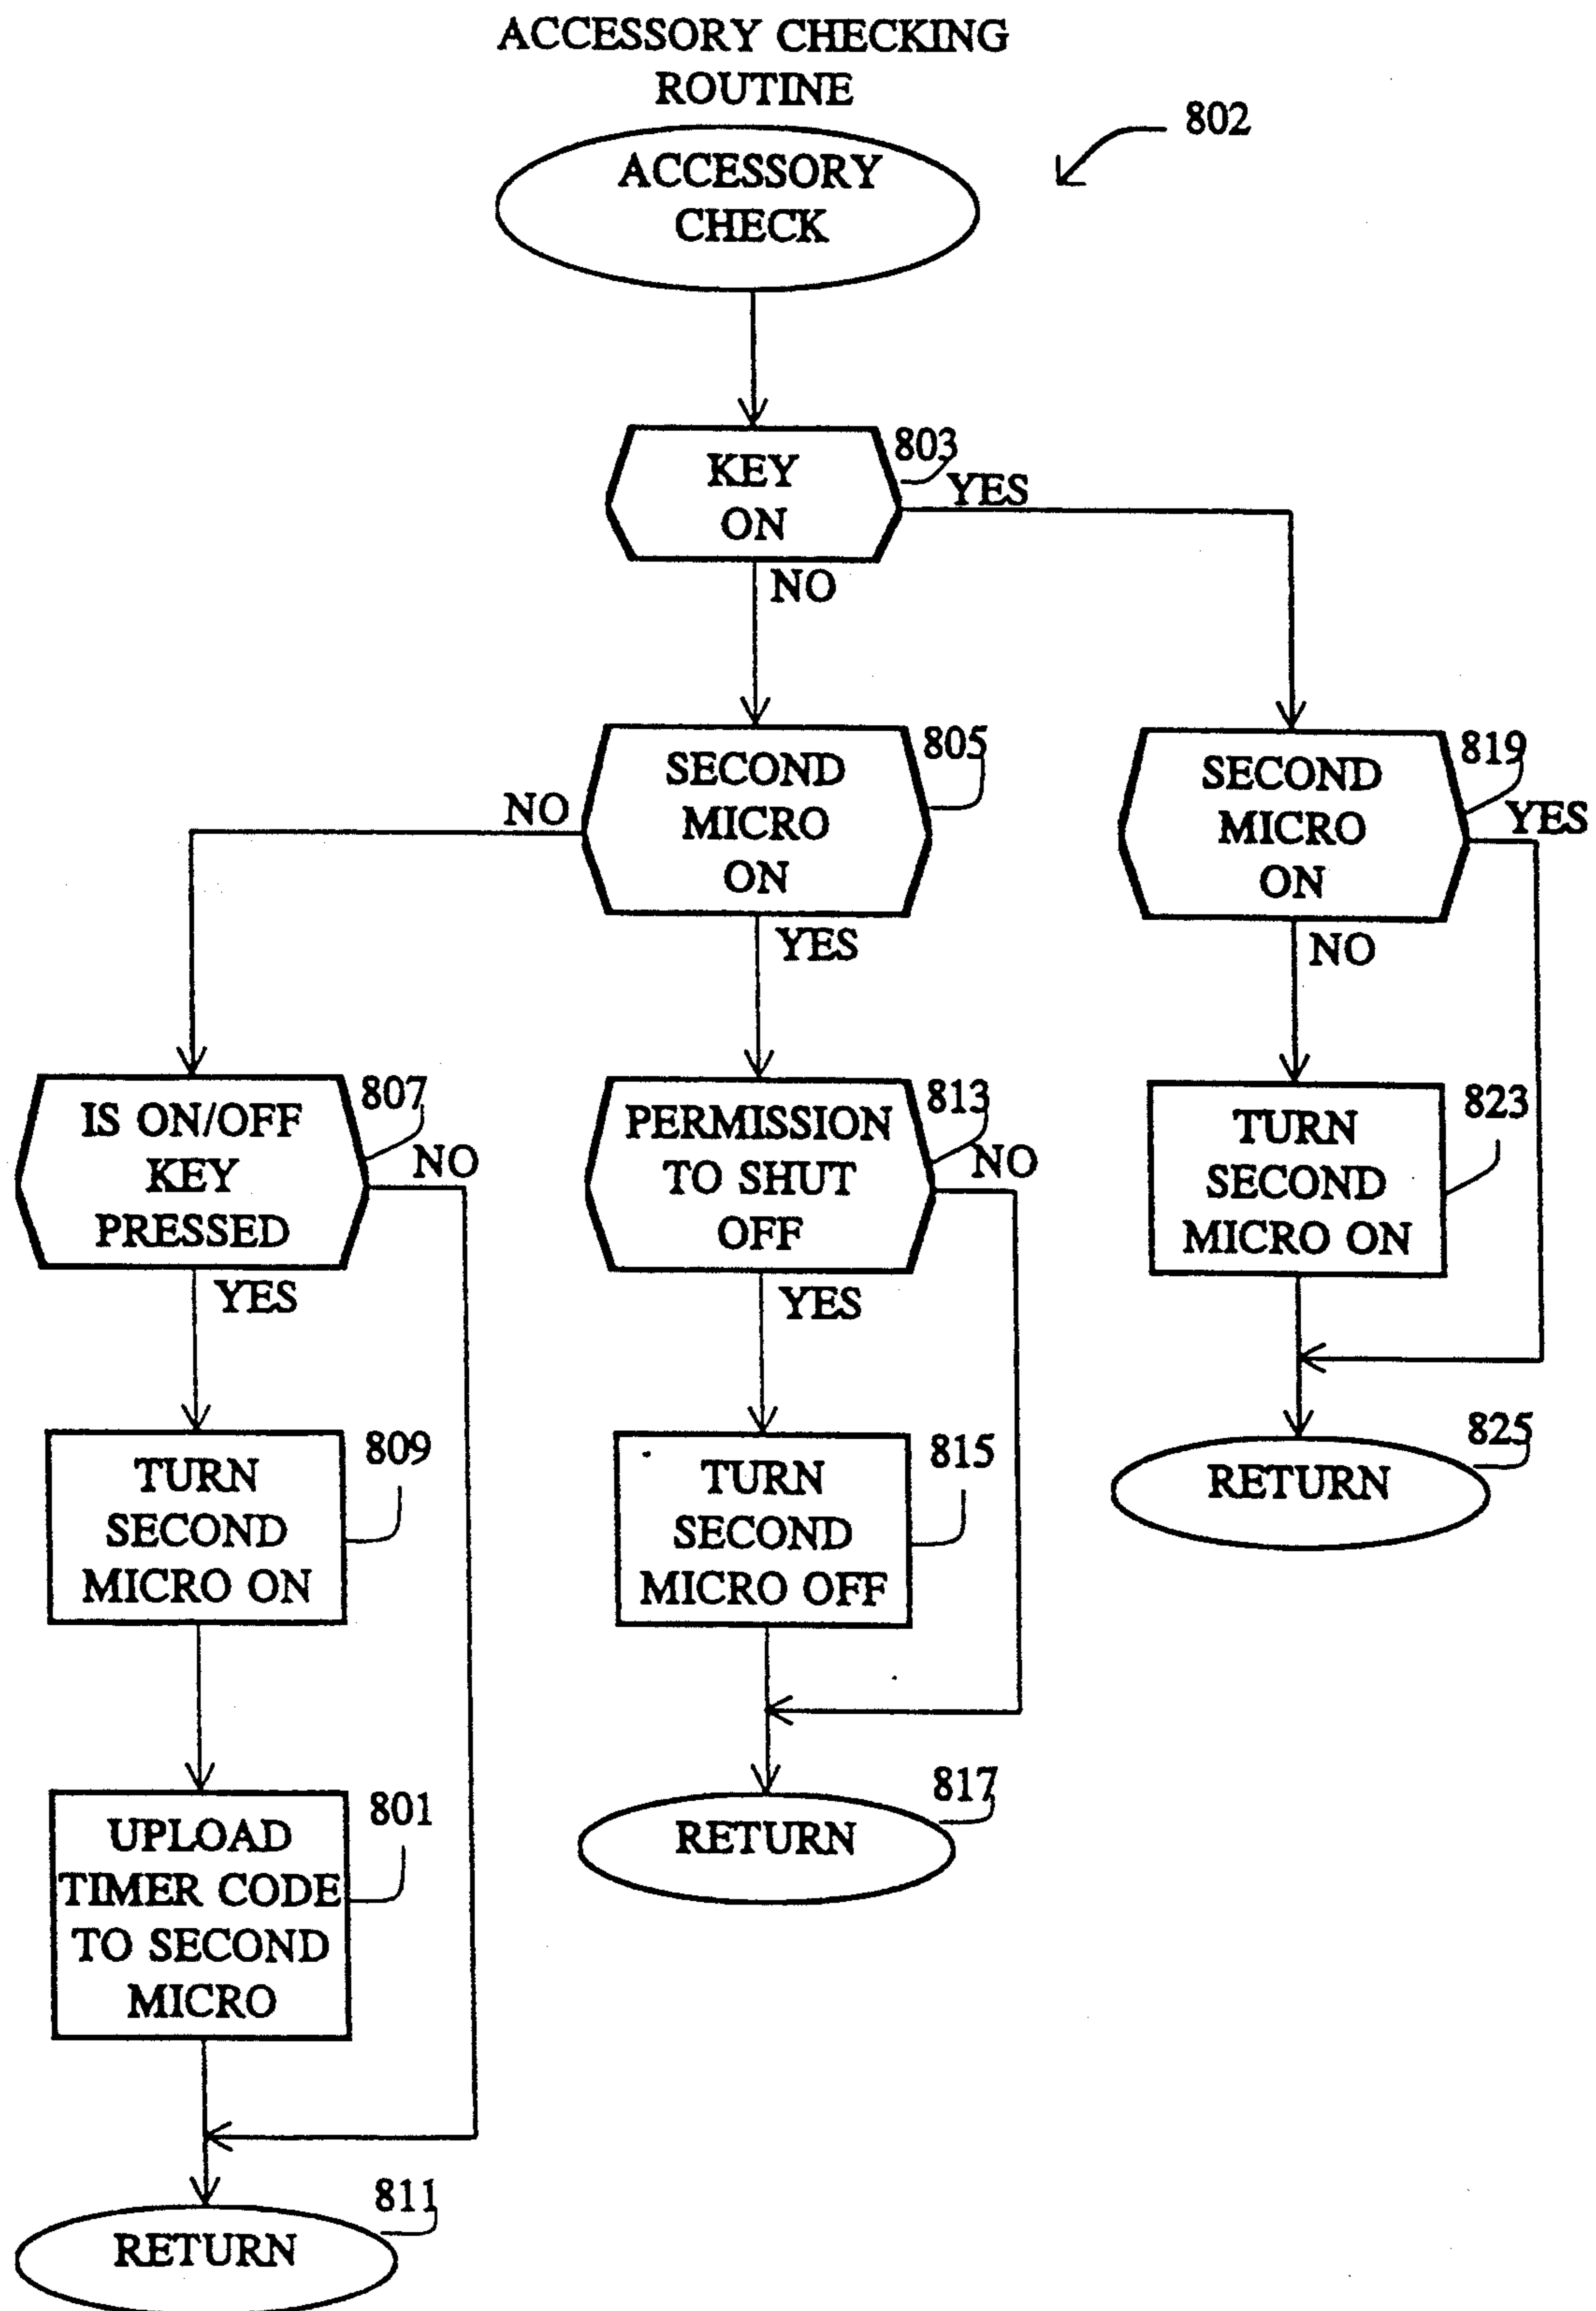 ACCESSORY CHECKING
ROUTINE
802
ACCESSORY
CHECK
803
KEY
ON
YES
NO
805
SECOND
MICRO
ON
NO
YES
819
SECOND
MICRO
ON
YES
NO
807
IS ON/OFF
KEY
PRESSED
NO
YES
813
PERMISSION
TO SHUT
OFF
NO
YES
823
TURN
SECOND
MICRO ON
809
TURN
SECOND
MICRO ON
815
TURN
SECOND
MICRO OFF
825
RETURN
801
UPLOAD
TIMER CODE
TO SECOND
MICRO
817
RETURN
811
RETURN